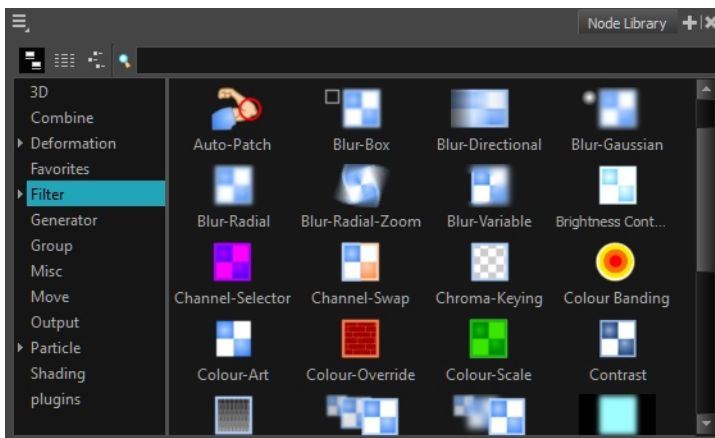 Node Library
3D
Combine
Deformation
Favorites
Filter
Generator
Group
Misc
Move
Output
Particle
Shading
plugins
Auto-Patch Blur-Box Blur-Directional Blur-Gaussian
Blur-Radial Blur-Radial-Zoom Blur-Variable Brightness Cont...
Channel-Selector Channel-Swap Chroma-Keying Colour Banding
Colour-Art Colour-Override Colour-Scale Contrast